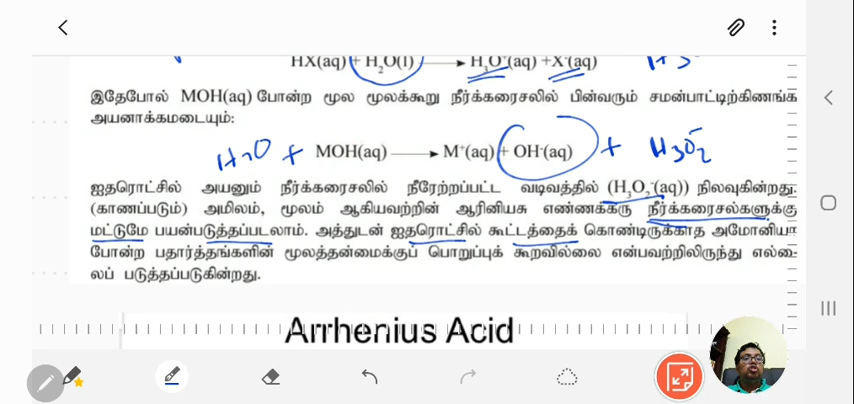 HX(aq) + H₂O(l) ⟶ H₃O⁺(aq) +X⁻(aq) H₃
இதேபோல் MOH(aq) போன்ற மூல மூலக்கூறு நீர்க்கரைசலில் பின்வரும் சமன்பாட்டிற்கிணங்க
அயனாக்கமடையும்:
H₂O + MOH(aq) ⟶ M⁺(aq) + OH⁻(aq) + H₃O₂⁻
ஐதரொட்சில் அயனும் நீர்க்கரைசலில் நீரேற்றப்பட்ட வடிவத்தில் (H₃O₂⁻(aq)) நிலவுகின்றது.
(காணப்படும்) அமிலம், மூலம் ஆகியவற்றின் ஆரினியசு எண்ணக்கரு நீர்க்கரைசல்களுக்கு
மட்டுமே பயன்படுத்தப்படலாம். அத்துடன் ஐதரொட்சில் கூட்டத்தைக் கொண்டிருக்காத அமோனியா
போன்ற பதார்த்தங்களின் மூலத்தன்மைக்குப் பொறுப்புக் கூறவில்லை என்பவற்றிலிருந்து எல்லை
லப் படுத்தப்படுகின்றது.
Arrhenius Acid